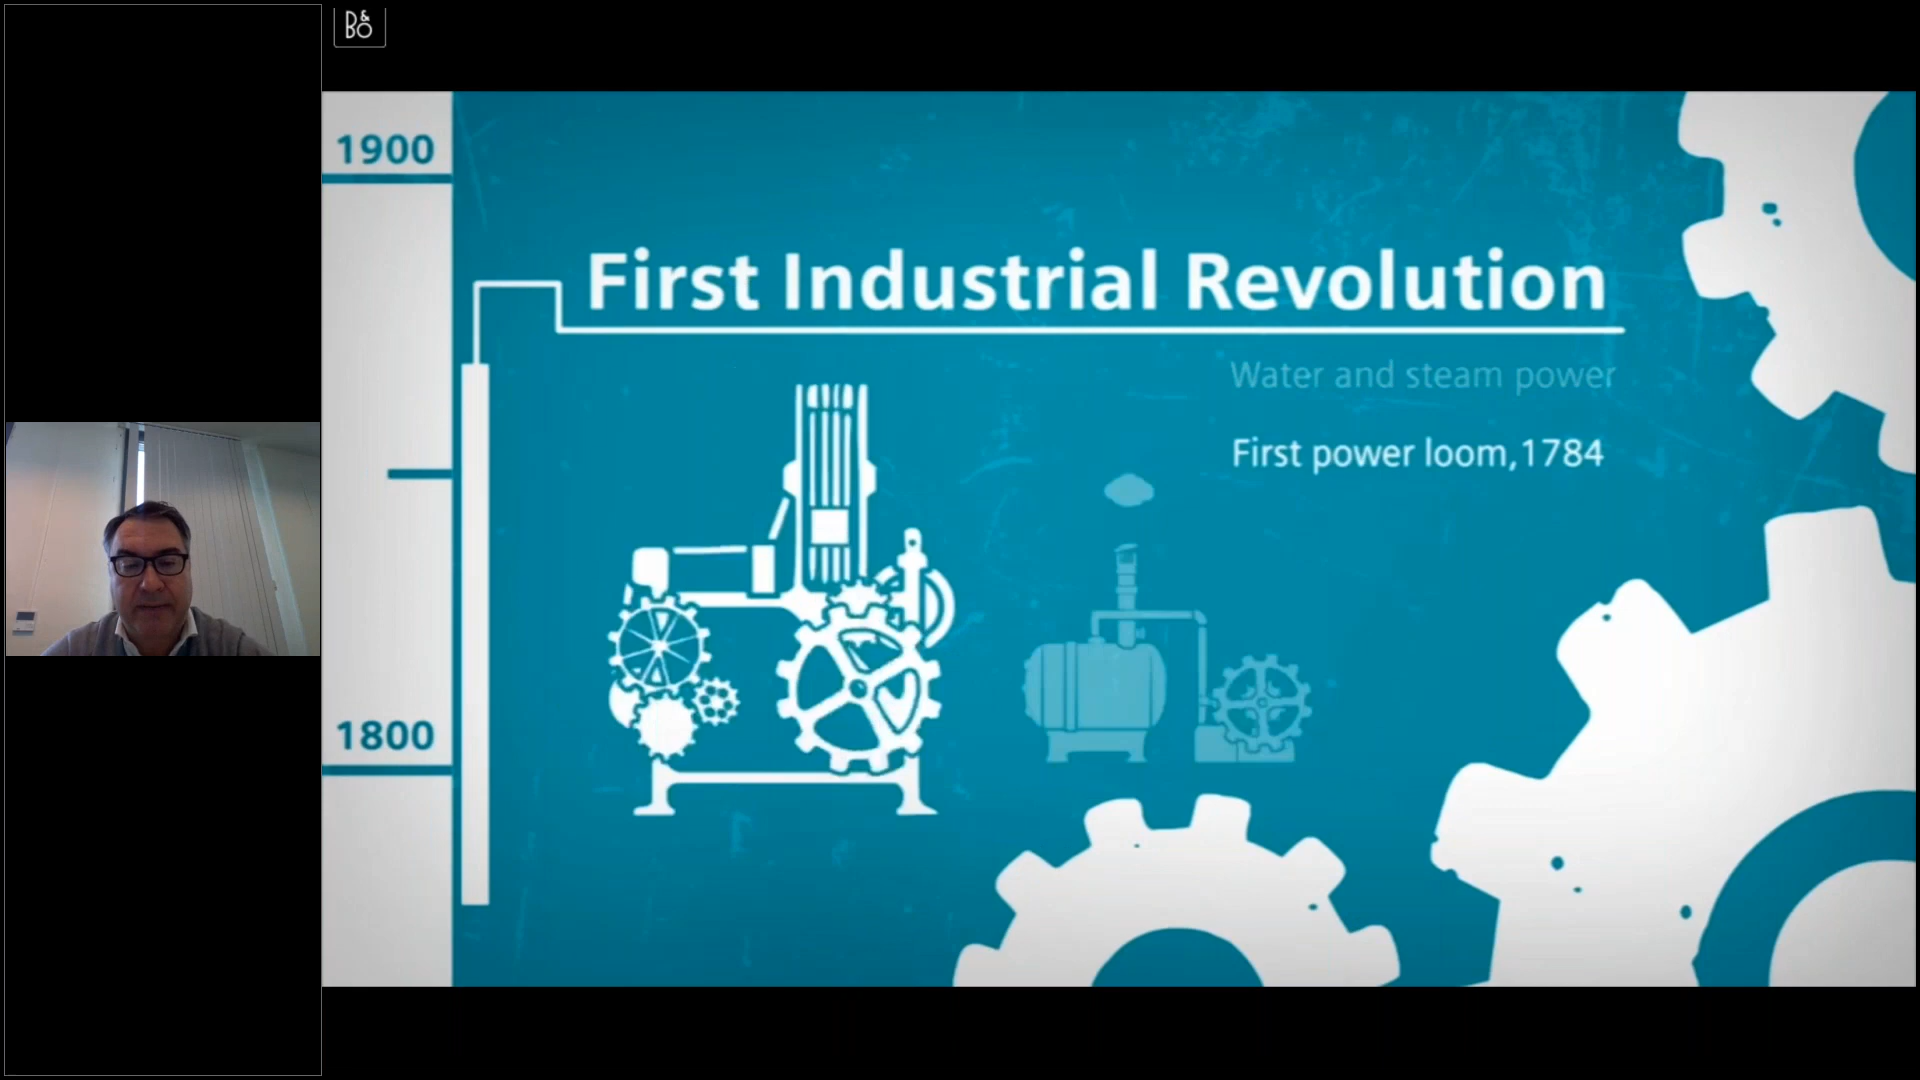 B&O
1900
First Industrial Revolution
Water and steam power
First power loom,1784
1800